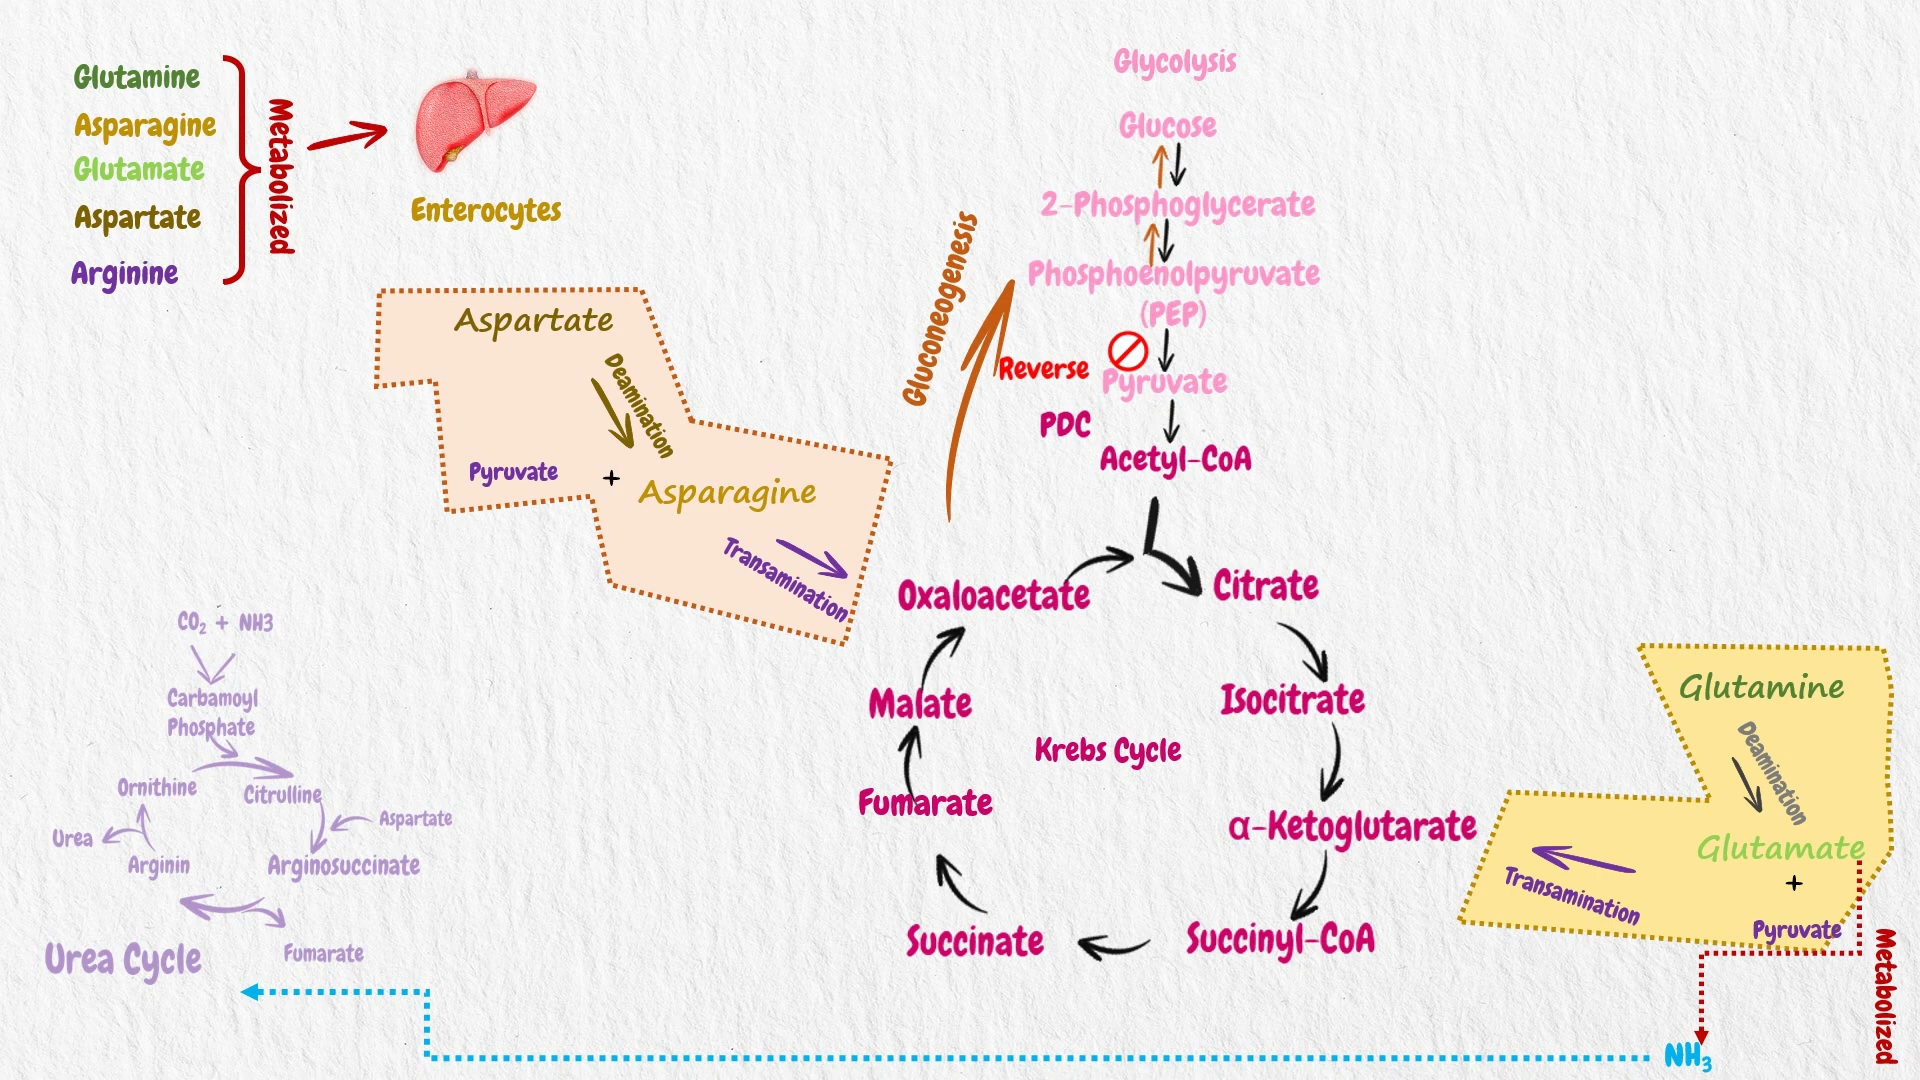 Glutamine
Asparagine
Glutamate
Aspartate
Arginine
Metabolized
Enterocytes
Glycolysis
Glucose
2-Phosphoglycerate
Phosphoenolpyruvate
(PEP)
Gluconeogenesis
Reverse
Pyruvate
PDC
Acetyl-CoA
Aspartate
Deamination
Pyruvate
+
Asparagine
Transamination
Oxaloacetate
Citrate
Isocitrate
α-Ketoglutarate
Succinyl-CoA
Succinate
Fumarate
Malate
Krebs Cycle
CO₂ + NH3
Carbamoyl
Phosphate
Ornithine
Citrulline
Aspartate
Urea
Arginin
Arginosuccinate
Urea Cycle
Fumarate
Glutamine
Deamination
Glutamate
+
Transamination
Pyruvate
Metabolized
NH₃